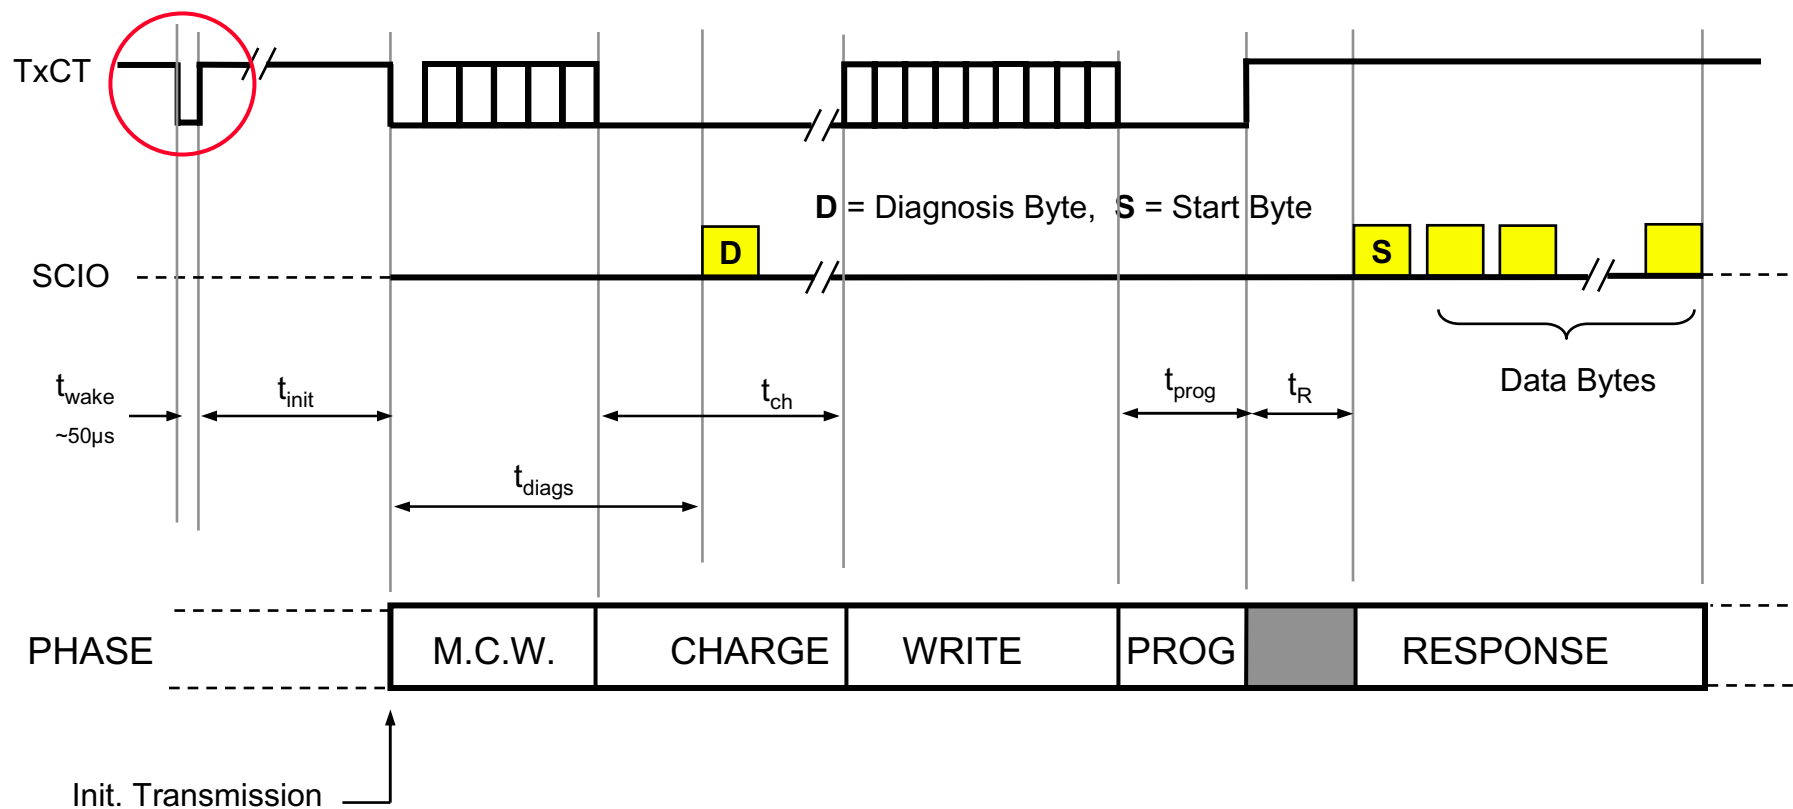 TxCT
D = Diagnosis Byte, S = Start Byte
D
S
SCIO
twake
~50µs
tinit
tch
tprog
tR
Data Bytes
tdiags
PHASE
M.C.W.
CHARGE
WRITE
PROG
RESPONSE
Init. Transmission